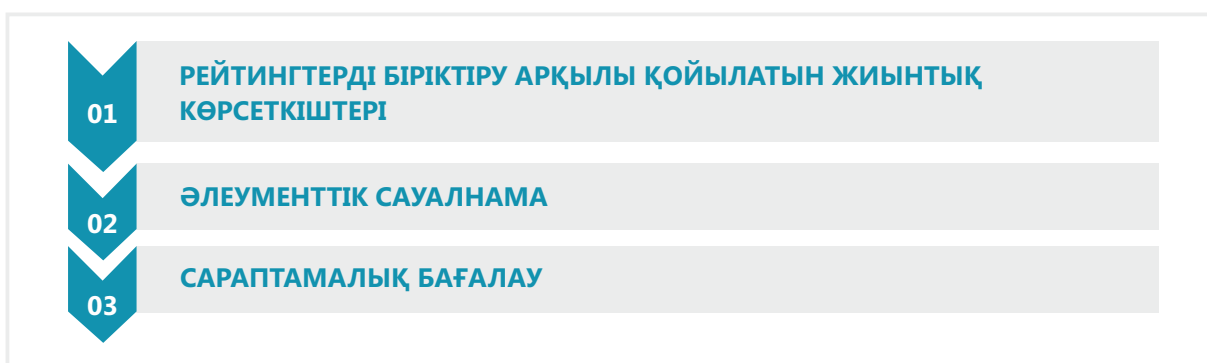 01
РЕЙТИНГТЕРДІ БІРІКТІРУ АРҚЫЛЫ ҚОЙЫЛАТЫН ЖИЫНТЫҚ
КӨРСЕТКІШТЕРІ
02
ӘЛЕУМЕНТТІК САУАЛНАМА
03
САРАПТАМАЛЫҚ БАҒАЛАУ